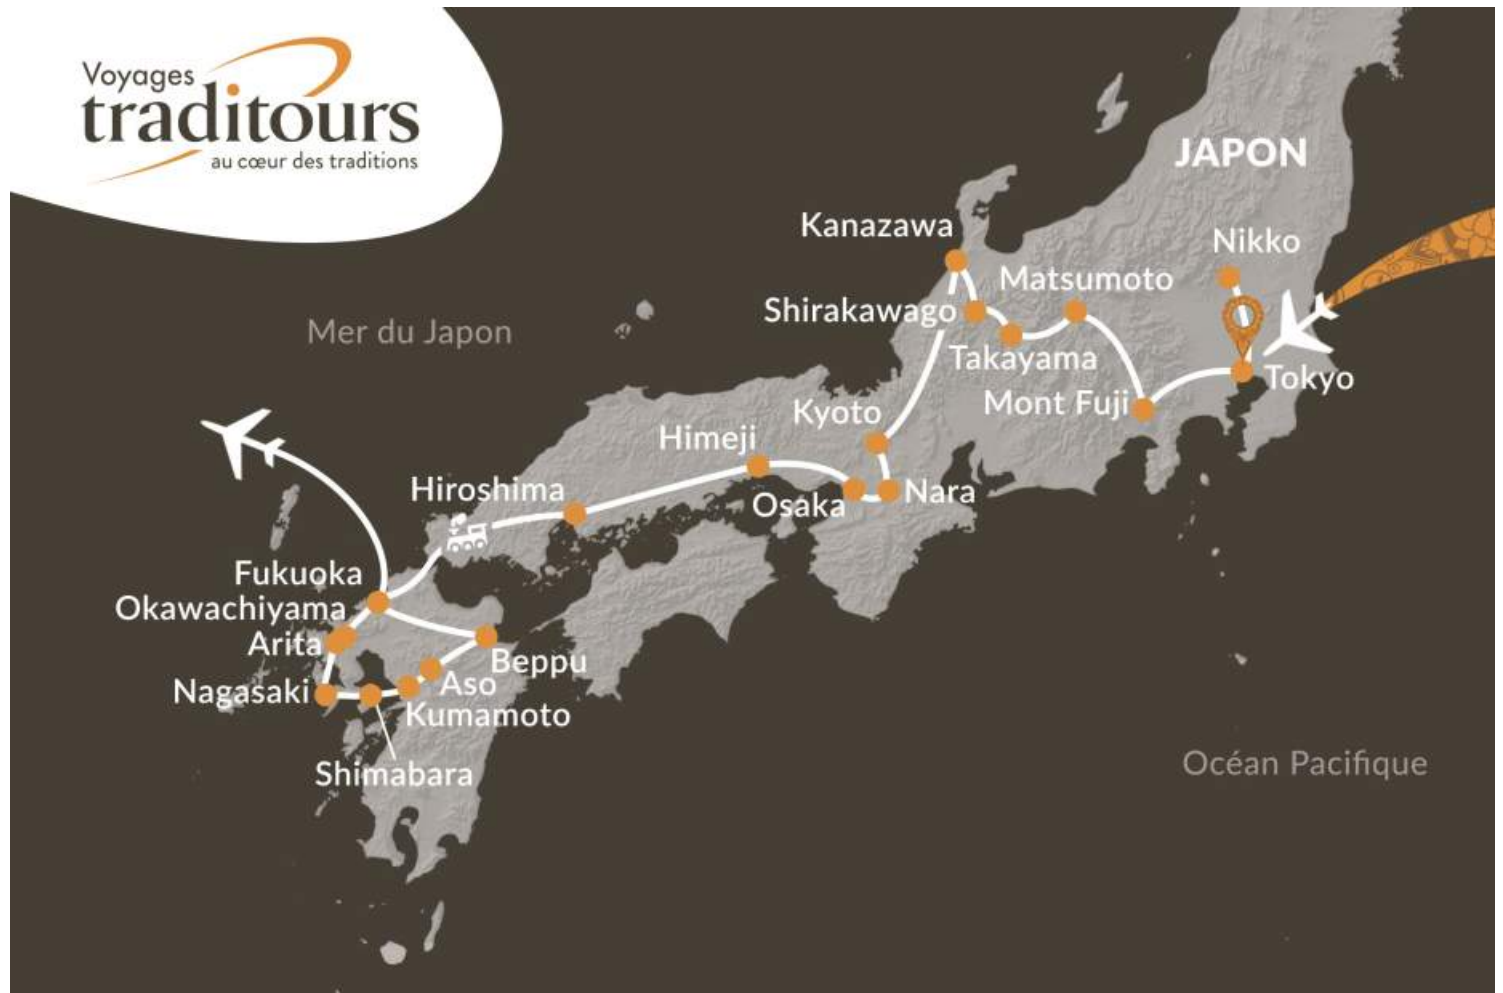 Voyages
traditours
au cœur des traditions
JAPON
Nikko
Kanazawa
Matsumoto
Shirakawago
Mer du Japon
Takayama
Tokyo
Mont Fuji
Kyoto
Himeji
Hiroshima
Osaka
Nara
Fukuoka
Okawachiyama
Arita
Beppu
Aso
Nagasaki
Kumamoto
Shimabara
Océan Pacifique